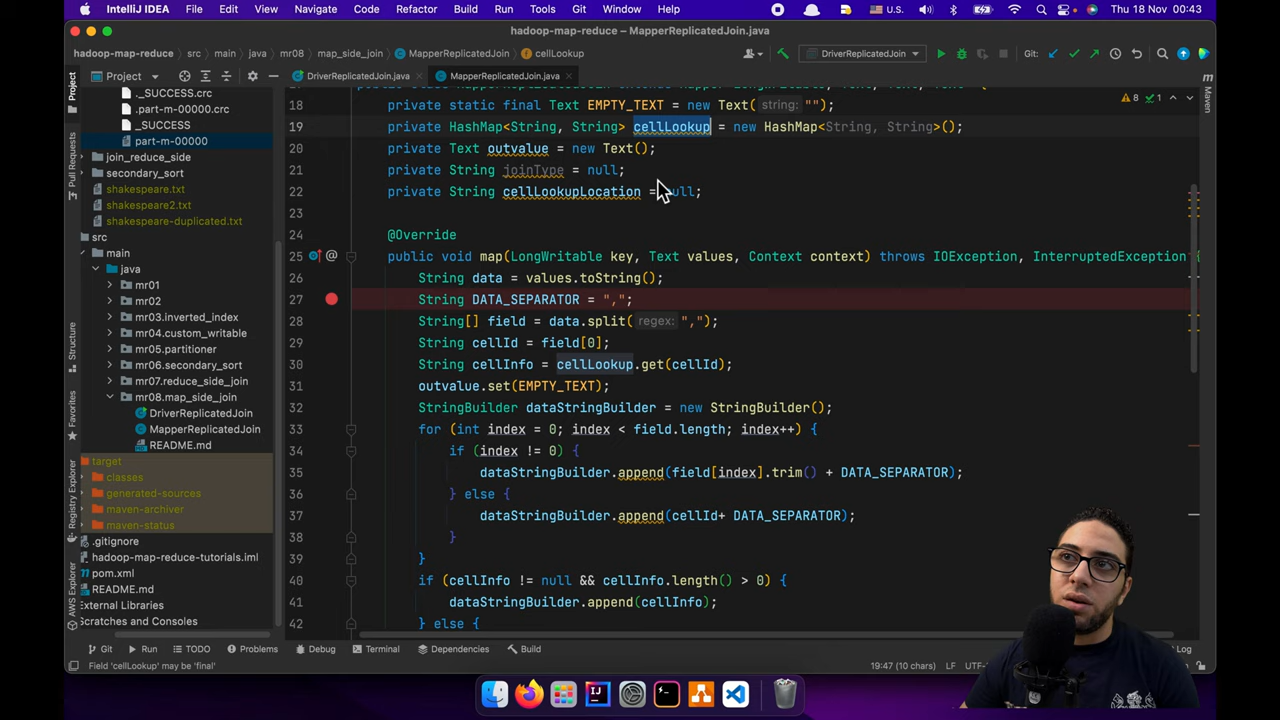 IntelliJ IDEA File Edit View Navigate Code Refactor Build Run Tools Git Window Help U.S. Thu 18 Nov 00:43
hadoop-map-reduce – MapperReplicatedJoin.java
hadoop-map-reduce src main java mr08 map_side_join MapperReplicatedJoin cellLookup DriverReplicatedJoin Git:
Project DriverReplicatedJoin.java MapperReplicatedJoin.java
Project
Structure
Favorites
Registry Explorer
AWS Explorer
m
Maven
._SUCCESS.crc
.part-m-00000.crc
_SUCCESS
part-m-00000
join_reduce_side
secondary_sort
shakespeare.txt
shakespeare2.txt
shakespeare-duplicated.txt
src
main
java
mr01
mr02
mr03.inverted_index
mr04.custom_writable
mr05.partitioner
mr06.secondary_sort
mr07.reduce_side_join
mr08.map_side_join
DriverReplicatedJoin
MapperReplicatedJoin
README.md
target
classes
generated-sources
maven-archiver
maven-status
.gitignore
hadoop-map-reduce-tutorials.iml
pom.xml
README.md
External Libraries
Scratches and Consoles
8 1
18 private static final Text EMPTY_TEXT = new Text( string: "");
19 private HashMap<String, String> cellLookup = new HashMap<String, String>();
20 private Text outvalue = new Text();
21 private String joinType = null;
22 private String cellLookupLocation = null;
23
24 @Override
25 @ public void map(LongWritable key, Text values, Context context) throws IOException, InterruptedException {
26 String data = values.toString();
27 String DATA_SEPARATOR = ",";
28 String[] field = data.split( regex: ",");
29 String cellId = field[0];
30 String cellInfo = cellLookup.get(cellId);
31 outvalue.set(EMPTY_TEXT);
32 StringBuilder dataStringBuilder = new StringBuilder();
33 for (int index = 0; index < field.length; index++) {
34 if (index != 0) {
35 dataStringBuilder.append(field[index].trim() + DATA_SEPARATOR);
36 } else {
37 dataStringBuilder.append(cellId+ DATA_SEPARATOR);
38 }
39 }
40 if (cellInfo != null && cellInfo.length() > 0) {
41 dataStringBuilder.append(cellInfo);
42 } else {
Git Run TODO Problems Debug Terminal Dependencies Build Log
Field 'cellLookup' may be 'final' 19:47 (10 chars) LF